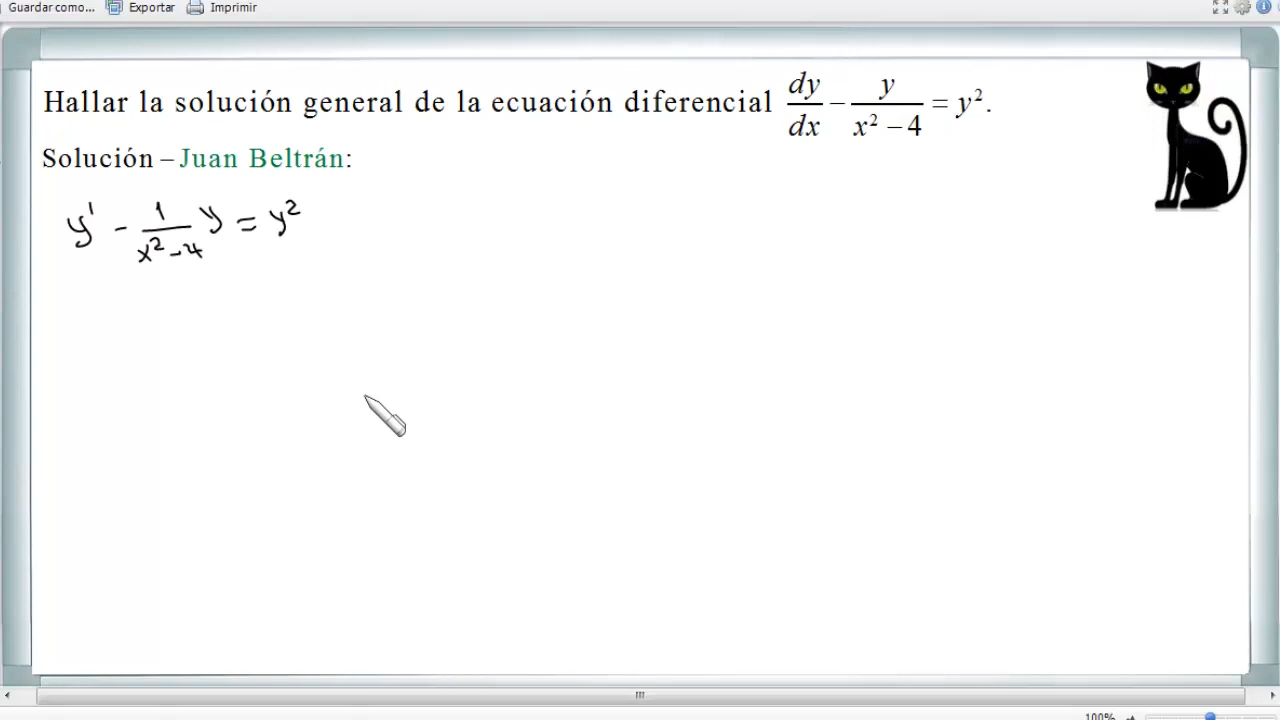 Guardar como... Exportar Imprimir
Hallar la solución general de la ecuación diferencial dy/dx − y/(x² − 4) = y².
Solución – Juan Beltrán:
y' − 1/(x² − 4) y = y²
100%